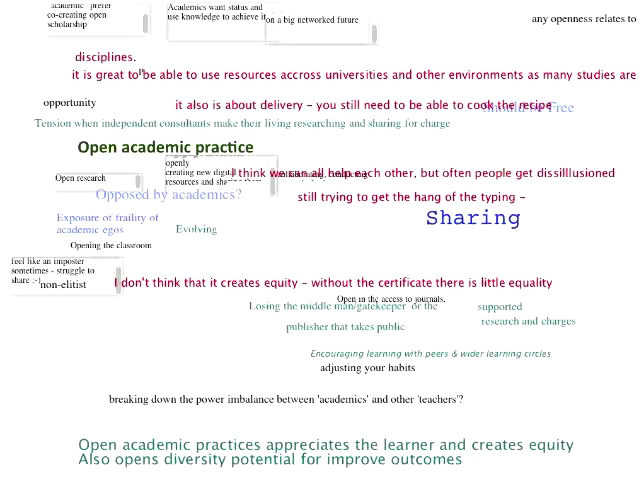 academic prefer
co-creating open
scholarship
Academics want status and
use knowledge to achieve it
on a big networked future
any openness relates to
disciplines.
it is great to be able to use resources accross universities and other environments as many studies are
opportunity
it also is about delivery - you still need to be able to cook the recipe
Should be Free
Tension when independent consultants make their living researching and sharing for charge
Open academic practice
openly
creating new digital
resources and sharing them
I think we can all help each other, but often people get dissilllusioned
Open research
Opposed by academics?
still trying to get the hang of the typing -
Sharing
Exposure of fraility of
academic egos
Evolving
Opening the classroom
feel like an imposter
sometimes - struggle to
share :-)
non-elitist
I don't think that it creates equity - without the certificate there is little equality
Open in the access to journals,
Losing the middle man/gatekeeper or the
supported
publisher that takes public
research and charges
Encouraging learning with peers & wider learning circles
adjusting your habits
breaking down the power imbalance between 'academics' and other 'teachers'?
Open academic practices appreciates the learner and creates equity
Also opens diversity potential for improve outcomes